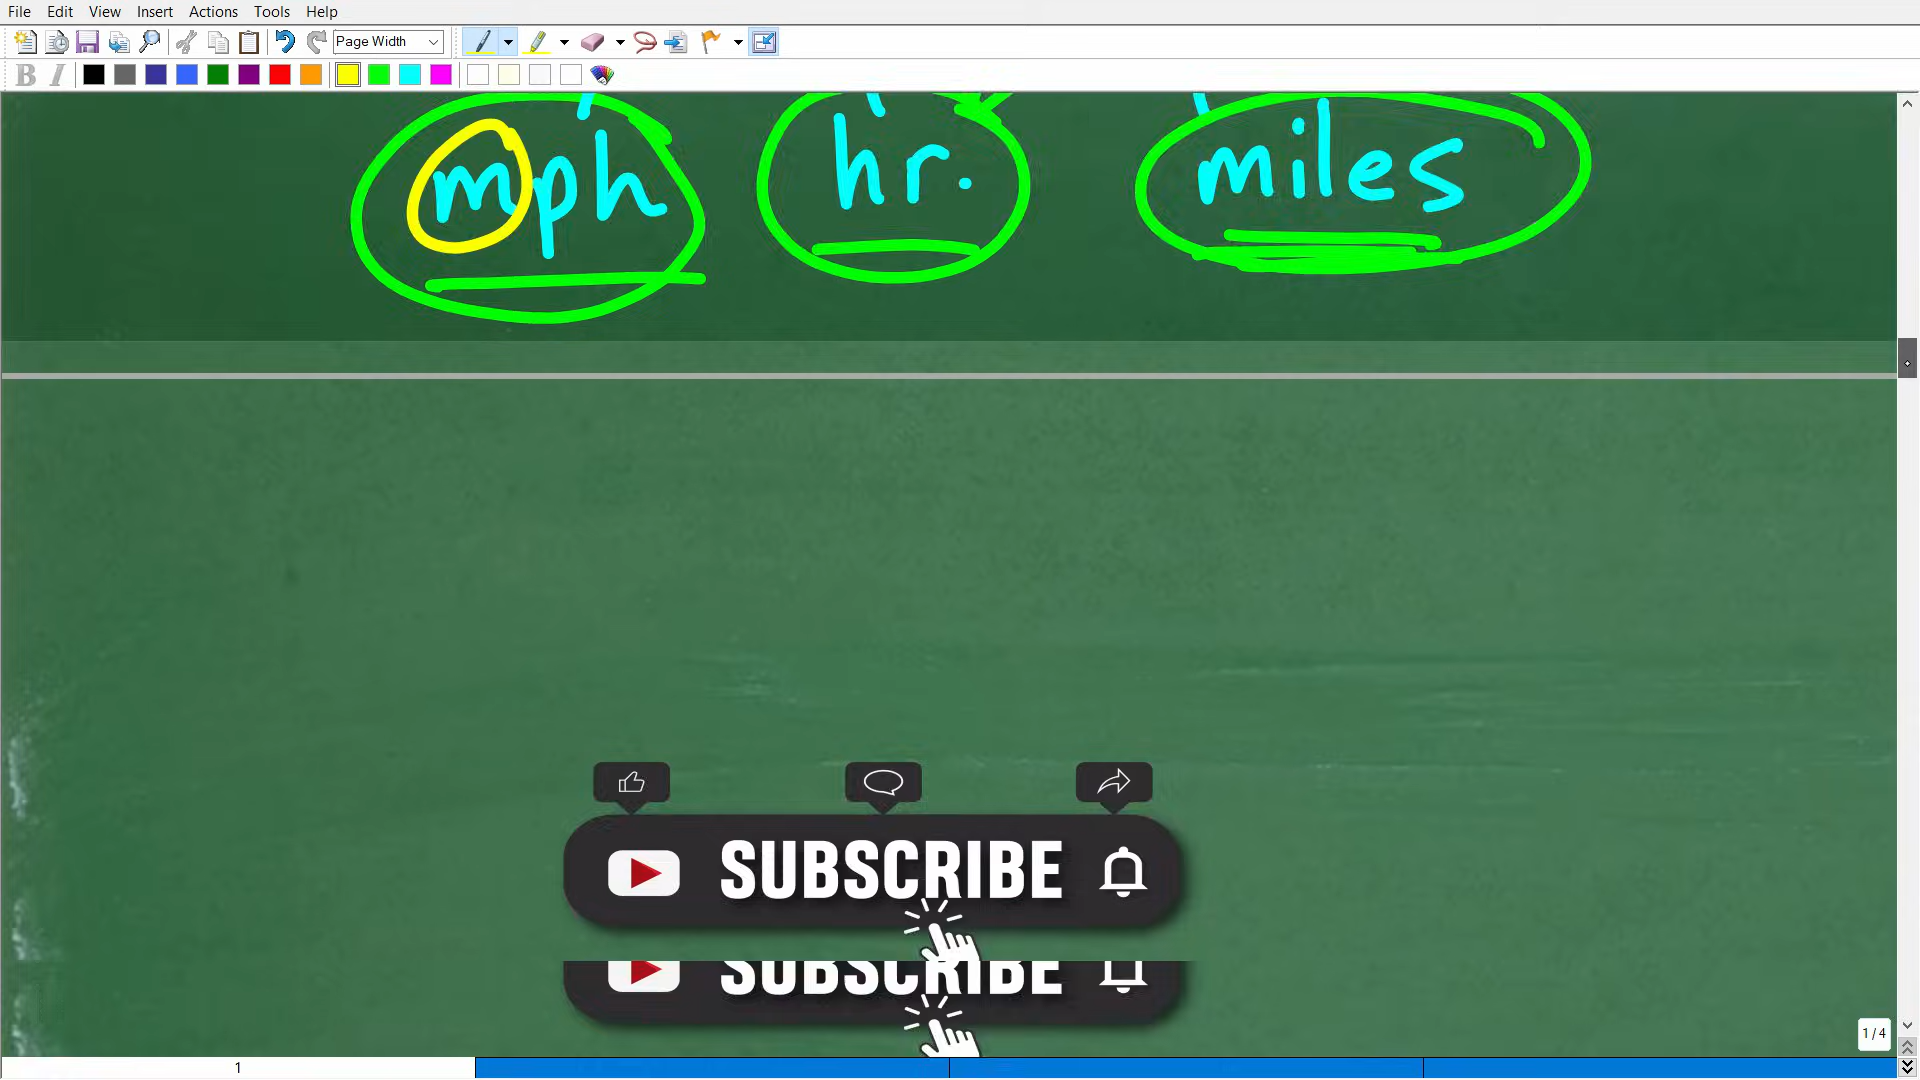 File Edit View Insert Actions Tools Help
Page Width
B I
mph hr. miles
SUBSCRIBE
SUBSCRIBE
1 / 4
1